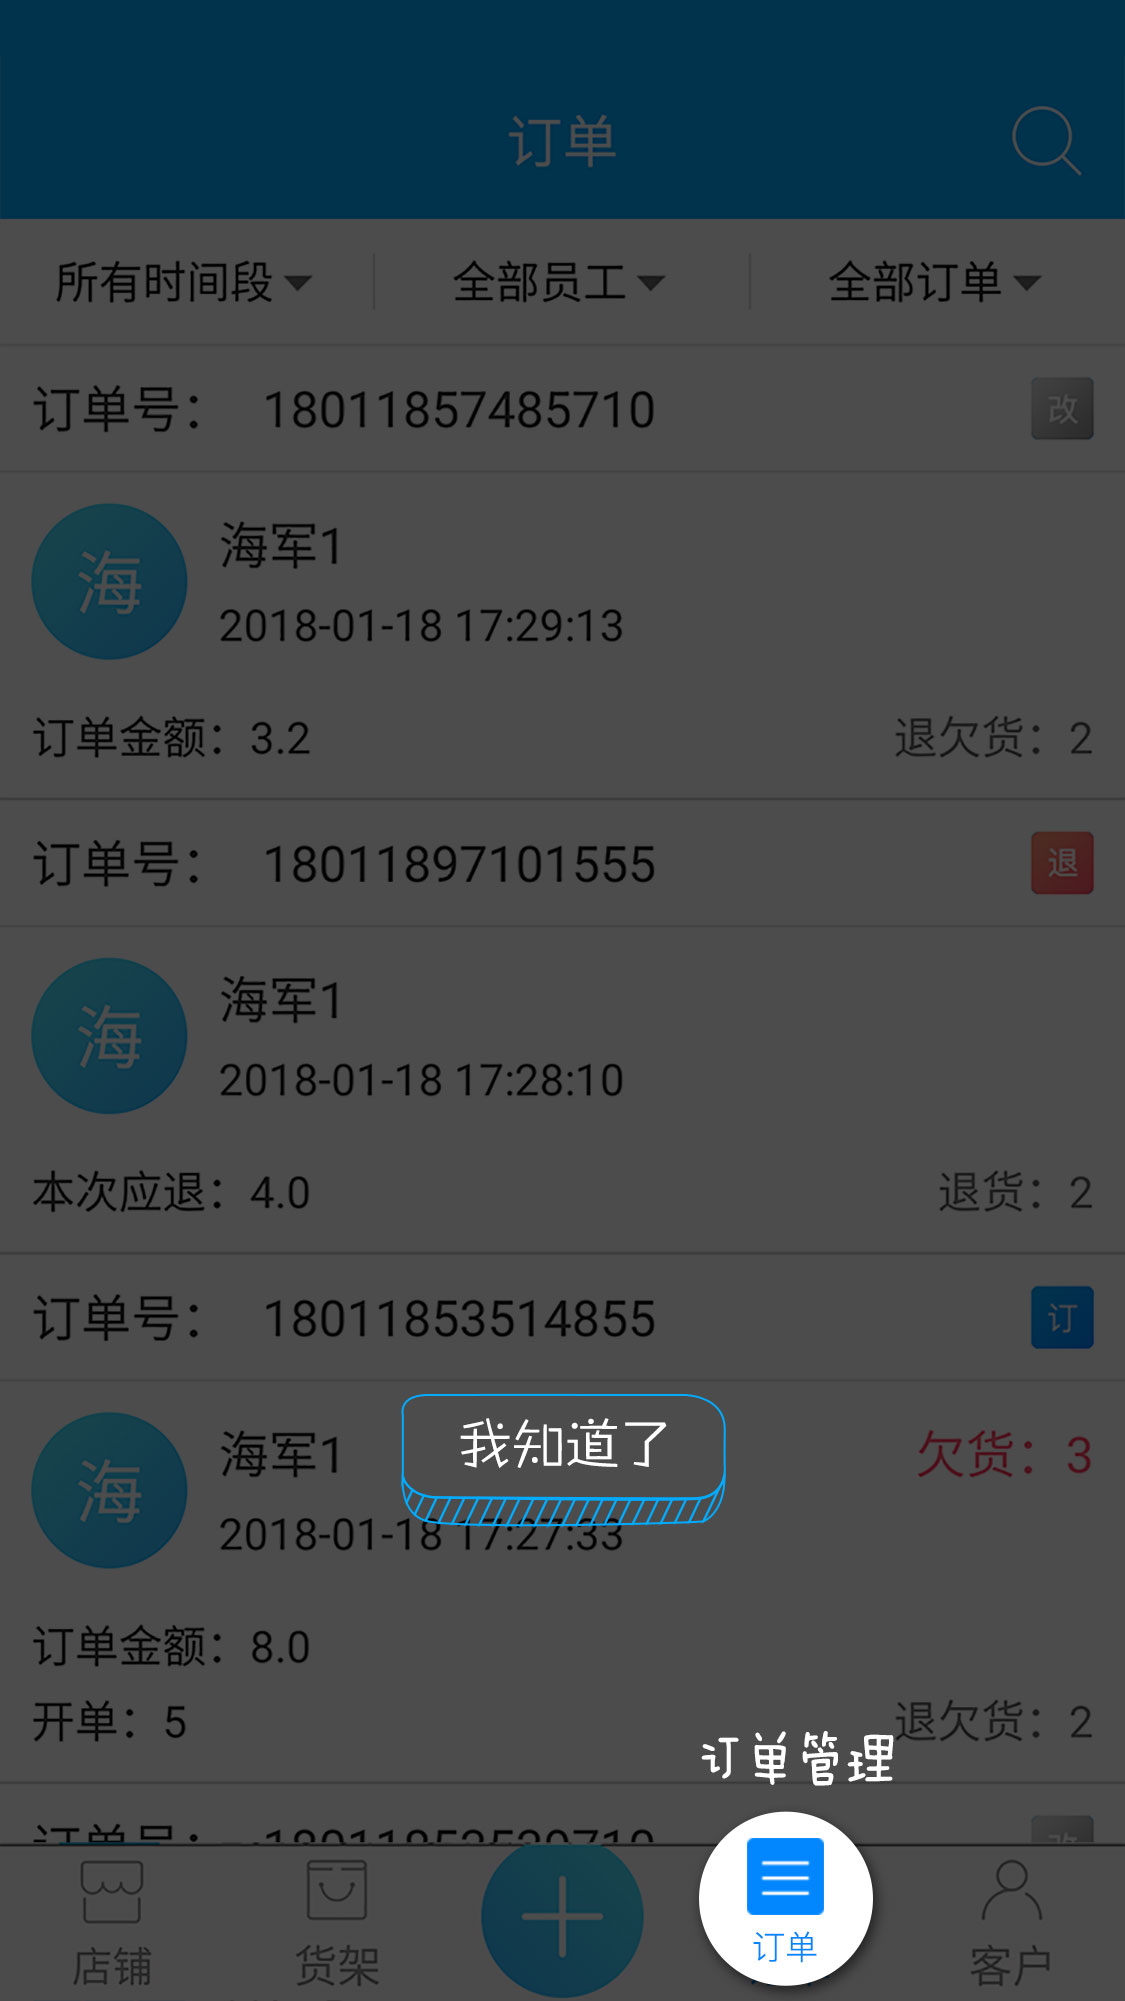 订单
所有时间段 全部员工 全部订单
订单号： 18011857485710 改
海 海军1
2018-01-18 17:29:13
订单金额：3.2 退欠货：2
订单号： 18011897101555 退
海 海军1
2018-01-18 17:28:10
本次应退：4.0 退货：2
订单号： 18011853514855 订
海 海军1 欠货：3
我知道了
2018-01-18 17:27:33
订单金额：8.0
开单：5 退欠货：2
订单管理
订单号：
店铺 货架 订单 客户